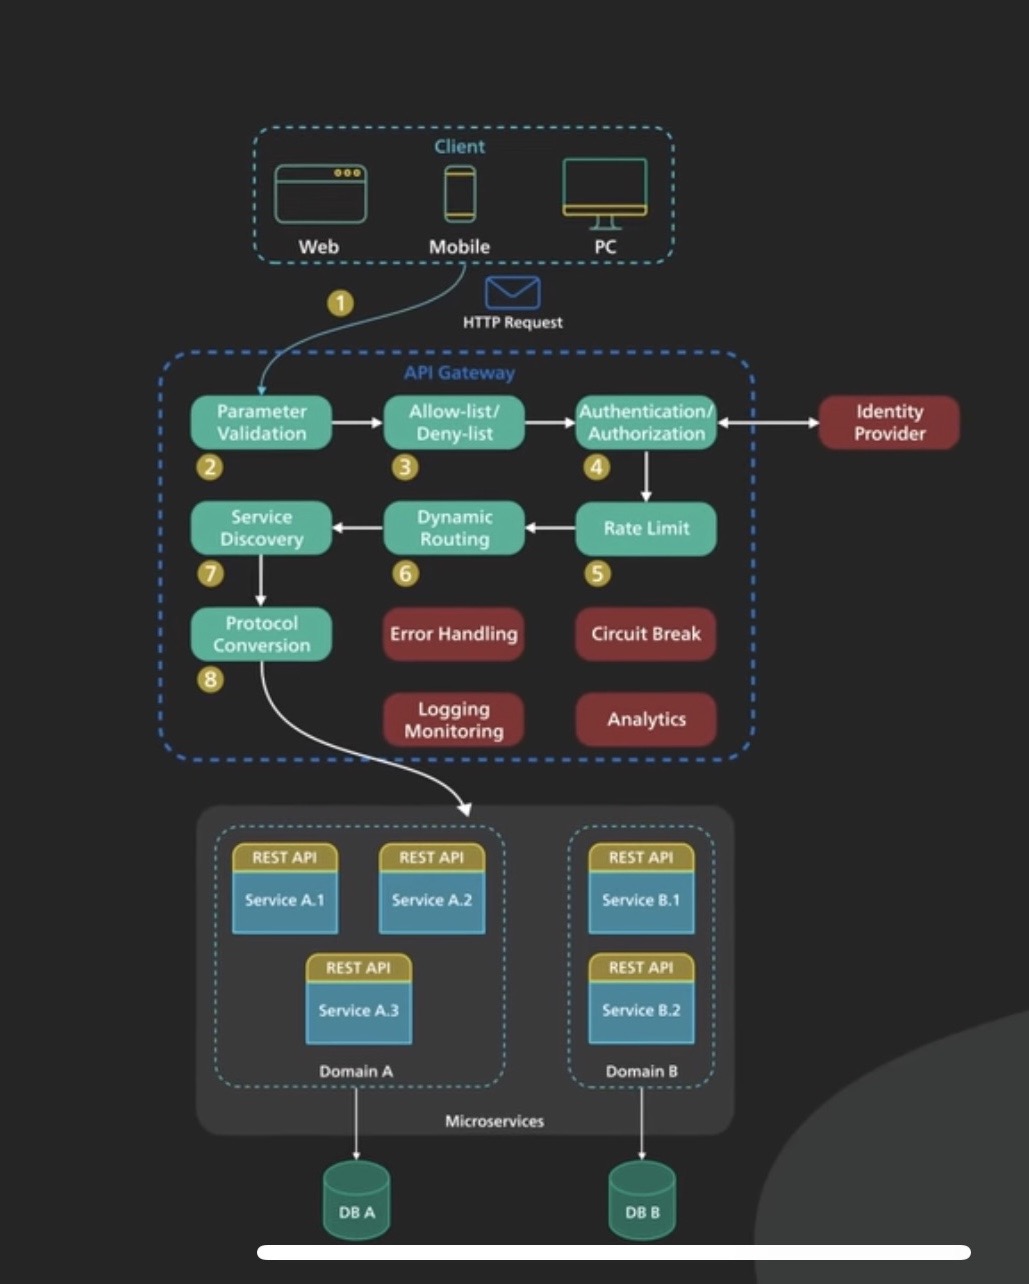 Client
Web
Mobile
PC
1
HTTP Request
API Gateway
Parameter
Validation
Allow-list/
Deny-list
Authentication/
Authorization
Identity
Provider
2
3
4
Service
Discovery
Dynamic
Routing
Rate Limit
7
6
5
Protocol
Conversion
Error Handling
Circuit Break
8
Logging
Monitoring
Analytics
REST API
Service A.1
REST API
Service A.2
REST API
Service B.1
REST API
Service A.3
REST API
Service B.2
Domain A
Domain B
Microservices
DB A
DB B